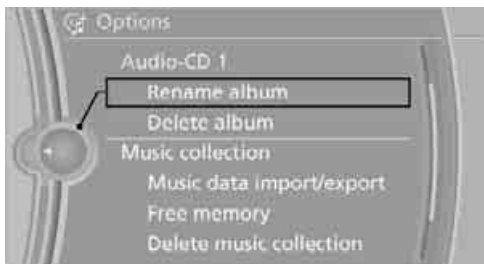 Options
Audio-CD 1
Rename album
Delete album
Music collection
Music data import/export
Free memory
Delete music collection